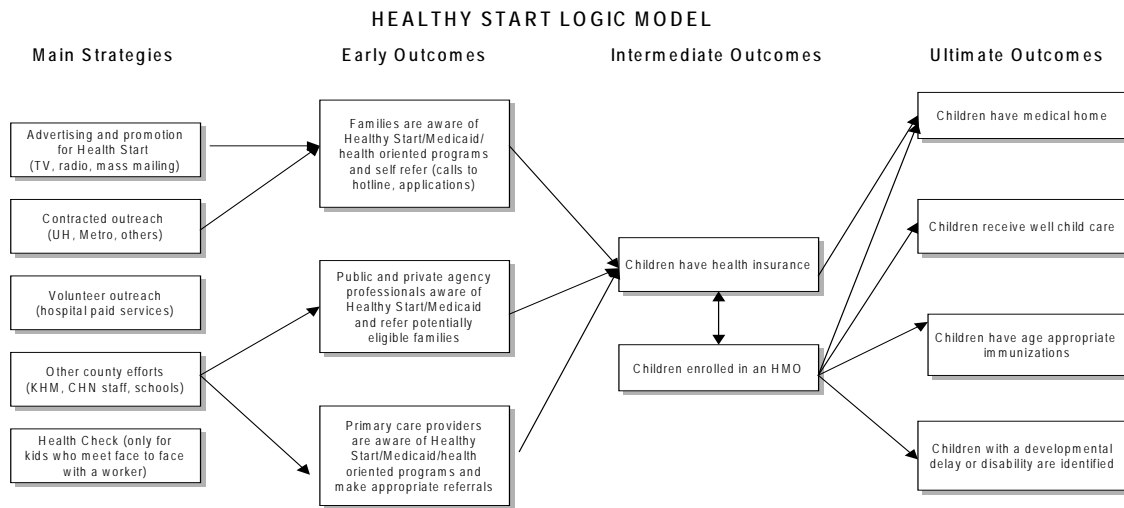 HEALTHY START LOGIC MODEL
Main Strategies
Early Outcomes
Intermediate Outcomes
Ultimate Outcomes
Advertising and promotion
for Health Start
(TV, radio, mass mailing)
Contracted outreach
(UH, Metro, others)
Volunteer outreach
(hospital paid services)
Other county efforts
(KHM, CHN staff, schools)
Health Check (only for
kids who meet face to face
with a worker)
Families are aware of
Healthy Start/Medicaid/
health oriented programs
and self refer (calls to
hotline, applications)
Public and private agency
professionals aware of
Healthy Start/Medicaid
and refer potentially
eligible families
Primary care providers
are aware of Healthy
Start/Medicaid/health
oriented programs and
make appropriate referrals
Children have health insurance
Children enrolled in an HMO
Children have medical home
Children receive well child care
Children have age appropriate
immunizations
Children with a developmental
delay or disability are identified